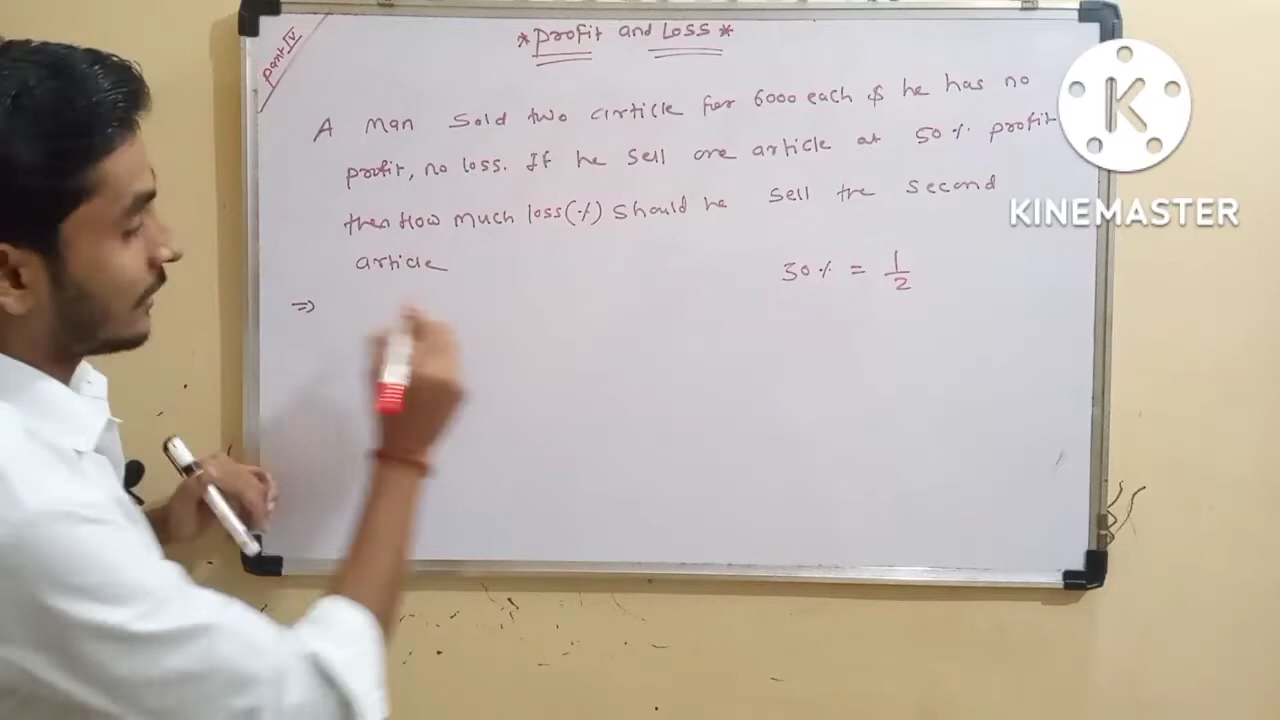 Part IV
* Profit and Loss *
A Man Sold two article for 6000 each & he has no
profit, no loss. If he sell one article at 50% profit
then How much loss(%) should he sell the second
article
50% = 1/2
⇒
K
KINEMASTER